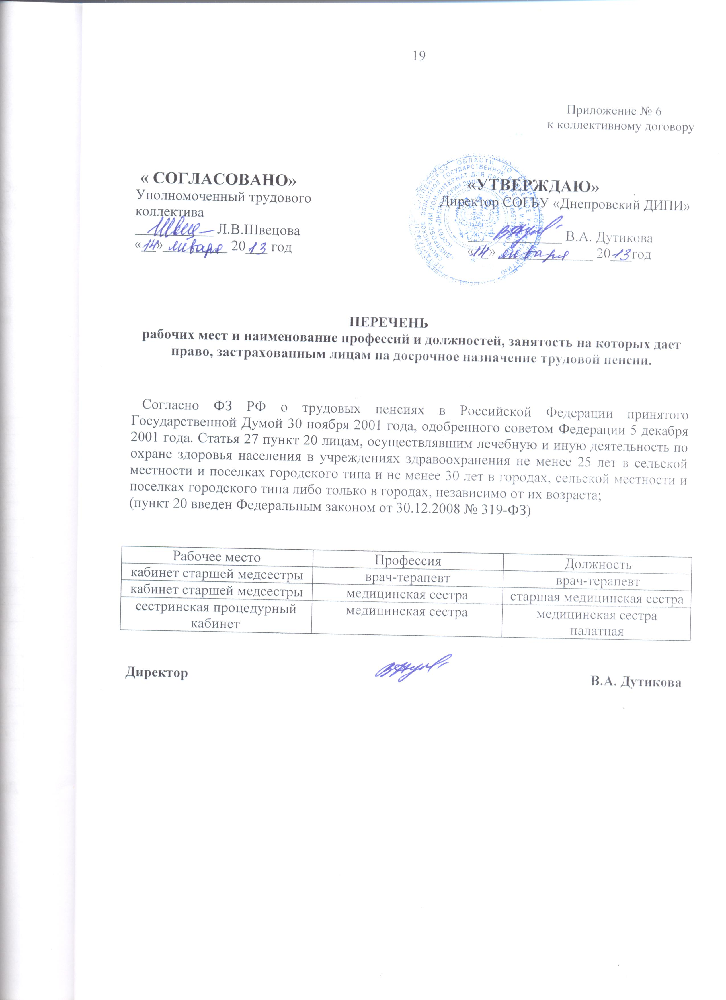 19
Приложение № 6
к коллективному договору
« СОГЛАСОВАНО»
Уполномоченный трудового
коллектива
Л.В.Швецова
«14» января 2013 год
«УТВЕРЖДАЮ»
Директор СОГБУ «Днепровский ДИПИ»
В.А. Дутикова
«14» января 2013год
ПЕРЕЧЕНЬ
рабочих мест и наименование профессий и должностей, занятость на которых дает
право, застрахованным лицам на досрочное назначение трудовой пенсии.
Согласно ФЗ РФ о трудовых пенсиях в Российской Федерации принятого
Государственной Думой 30 ноября 2001 года, одобренного советом Федерации 5 декабря
2001 года. Статья 27 пункт 20 лицам, осуществлявшим лечебную и иную деятельность по
охране здоровья населения в учреждениях здравоохранения не менее 25 лет в сельской
местности и поселках городского типа и не менее 30 лет в городах, сельской местности и
поселках городского типа либо только в городах, независимо от их возраста;
(пункт 20 введен Федеральным законом от 30.12.2008 № 319-ФЗ)
Рабочее место Профессия Должность
кабинет старшей медсестры врач-терапевт врач-терапевт
кабинет старшей медсестры медицинская сестра старшая медицинская сестра
сестринская процедурный медицинская сестра медицинская сестра
кабинет палатная
Директор В.А. Дутикова